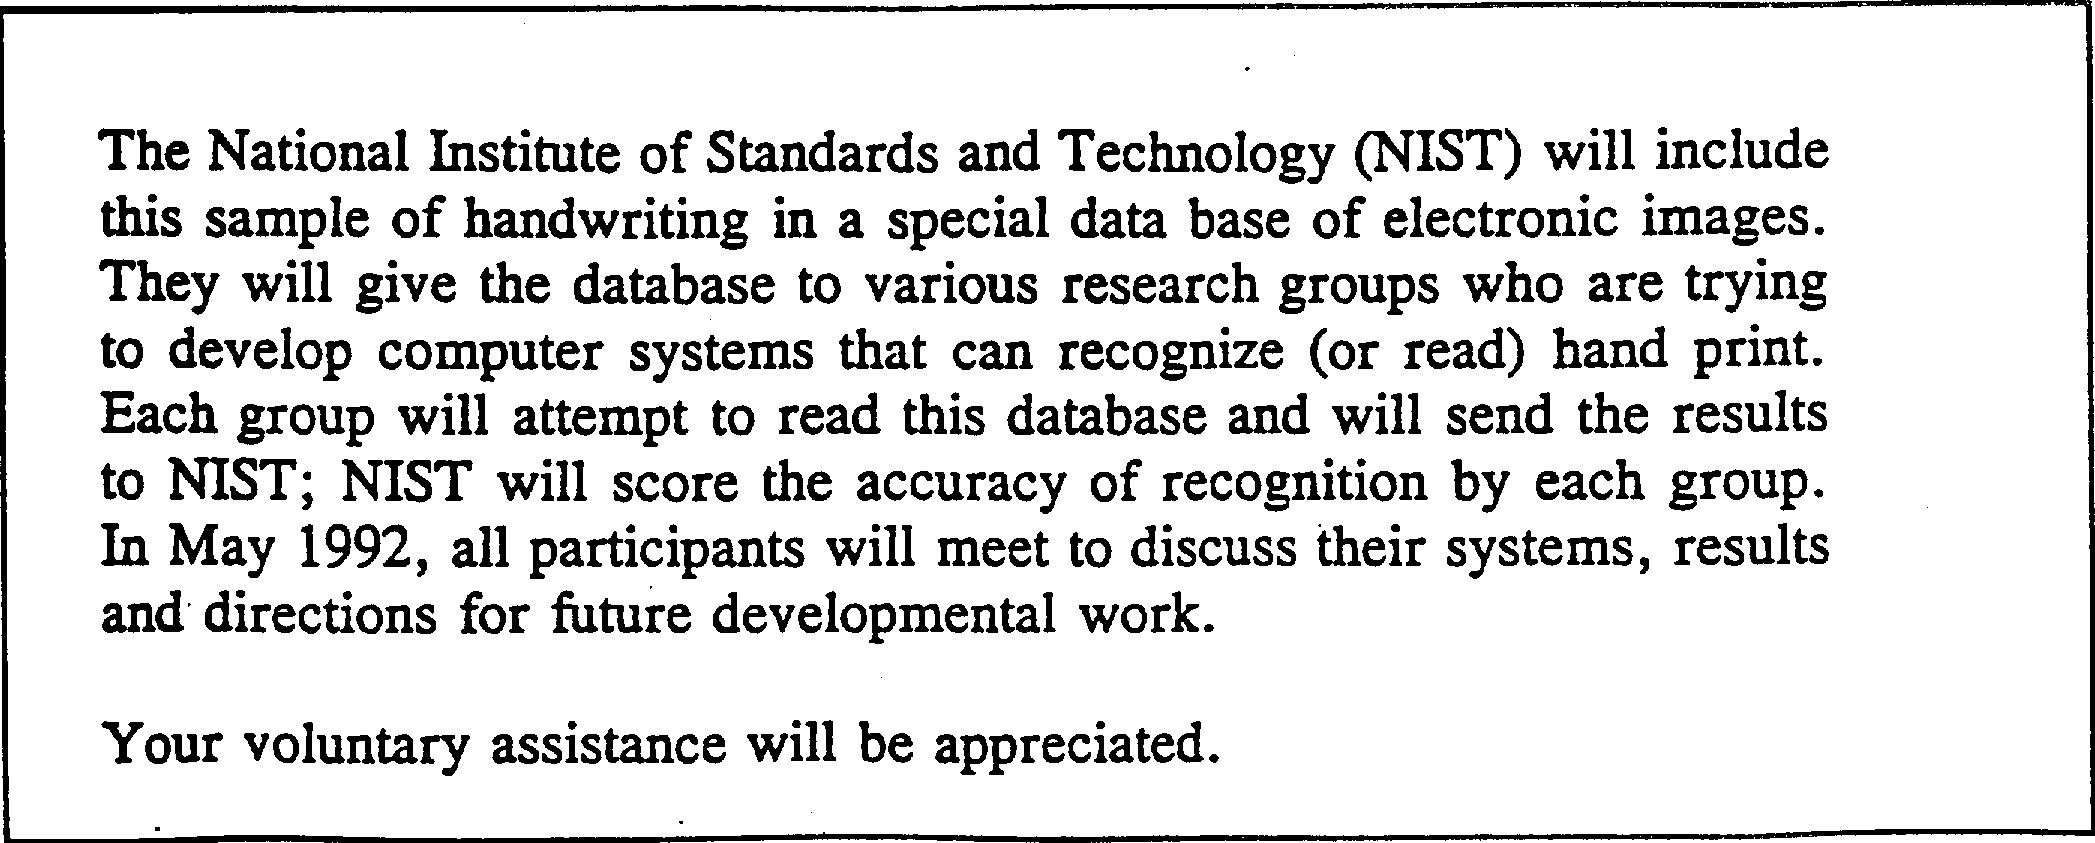 The National Institute of Standards and Technology (NIST) will include
this sample of handwriting in a special data base of electronic images.
They will give the database to various research groups who are trying
to develop computer systems that can recognize (or read) hand print.
Each group will attempt to read this database and will send the results
to NIST; NIST will score the accuracy of recognition by each group.
In May 1992, all participants will meet to discuss their systems, results
and directions for future developmental work.
Your voluntary assistance will be appreciated.